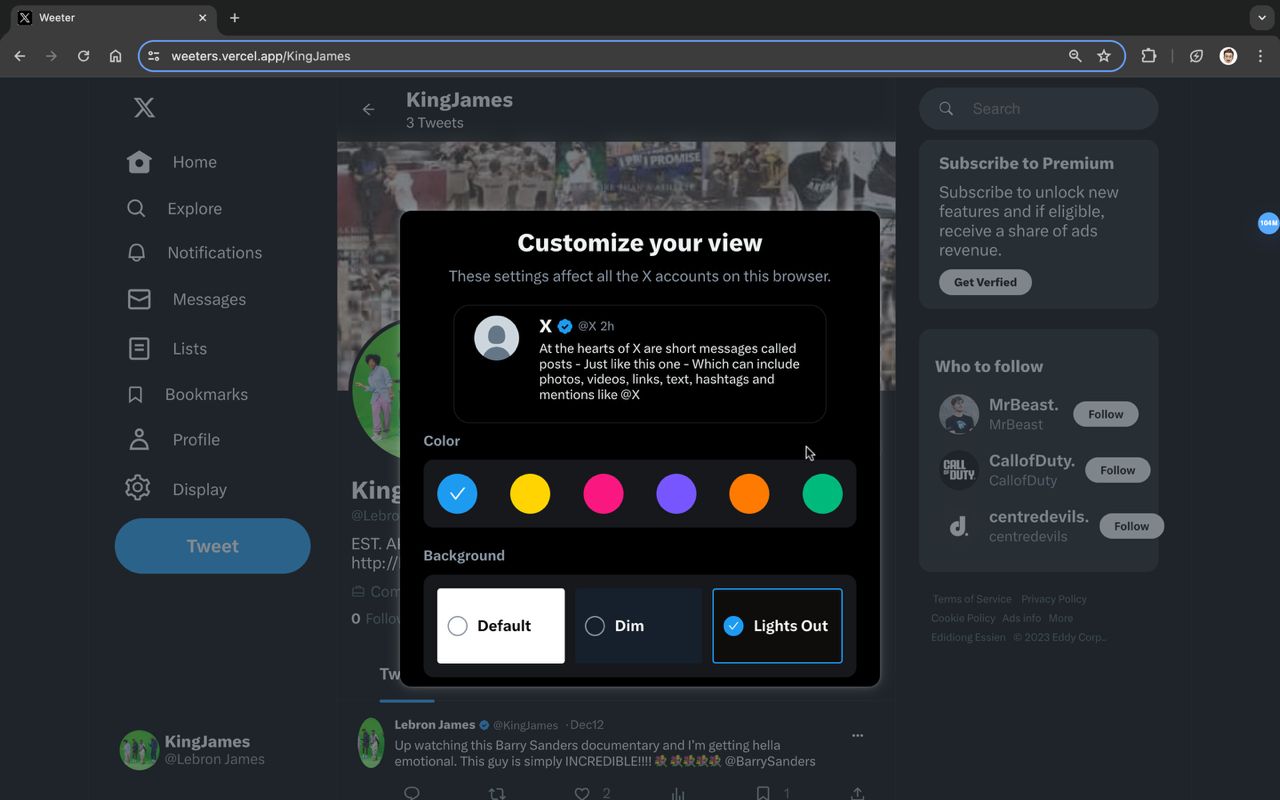 Weeter
weeters.vercel.app/KingJames
Home
Explore
Notifications
Messages
Lists
Bookmarks
Profile
Display
Tweet
KingJames
@Lebron James
KingJames
3 Tweets
I PROMISE
King
@Lebro
EST. A
http://
Com
0 Follo
Tw
Customize your view
These settings affect all the X accounts on this browser.
X @X 2h
At the hearts of X are short messages called
posts - Just like this one - Which can include
photos, videos, links, text, hashtags and
mentions like @X
Color
Background
Default
Dim
Lights Out
Lebron James @KingJames ·Dec12
Up watching this Barry Sanders documentary and I'm getting hella
emotional. This guy is simply INCREDIBLE!!!! 💐 💐💐💐💐 @BarrySanders
2
1
Search
Subscribe to Premium
Subscribe to unlock new
features and if eligible,
receive a share of ads
revenue.
Get Verfied
Who to follow
MrBeast.
MrBeast
Follow
CALL OF DUTY.
CallofDuty.
CallofDuty
Follow
d.
centredevils.
centredevils
Follow
Terms of Service Privacy Policy
Cookie Policy Ads info More
Edidiong Essien © 2023 Eddy Corp..
104M